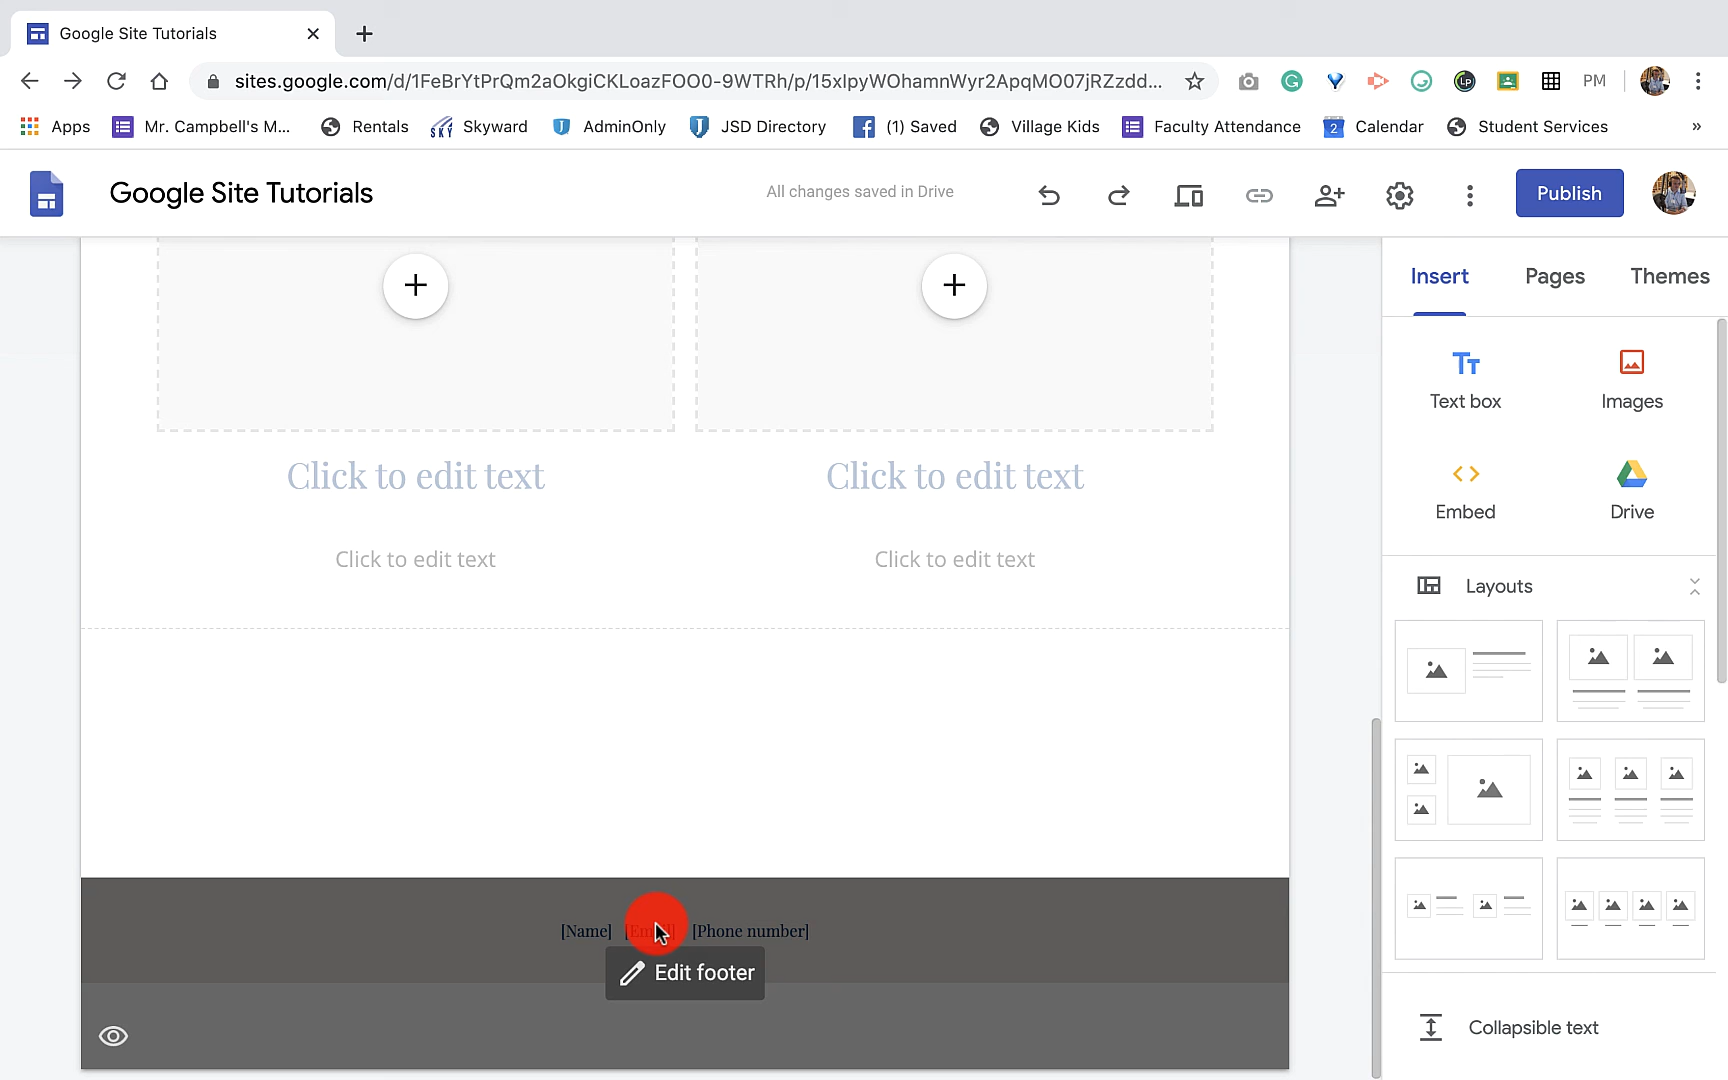 Google Site Tutorials
sites.google.com/d/1FeBrYtPrQm2aOkgiCKLoazFOO0-9WTRh/p/15xIpyWOhamnWyr2ApqMO07jRZzdd...
PM
Apps
Mr. Campbell's M...
Rentals
Skyward
AdminOnly
JSD Directory
(1) Saved
Village Kids
Faculty Attendance
Calendar
Student Services
»
Google Site Tutorials
All changes saved in Drive
Publish
Insert
Pages
Themes
Text box
Images
Embed
Drive
Layouts
Collapsible text
Click to edit text
Click to edit text
Click to edit text
Click to edit text
[Name] [Phone number]
Edit footer